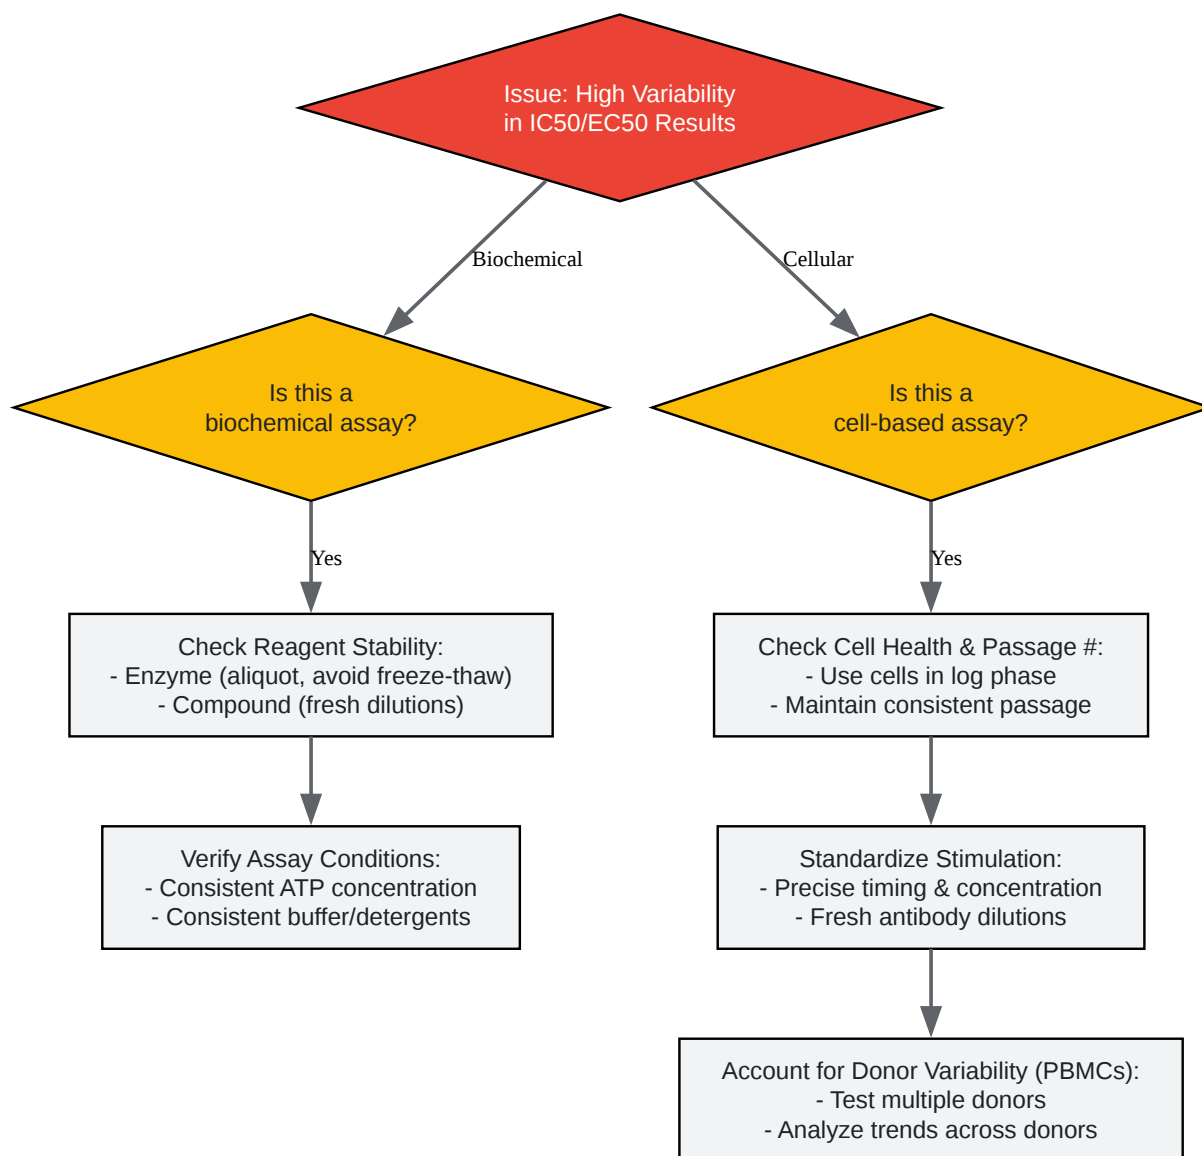 Issue: High Variability
in IC50/EC50 Results
Biochemical
Cellular
Is this a
biochemical assay?
Is this a
cell-based assay?
Yes
Yes
Check Reagent Stability:
- Enzyme (aliquot, avoid freeze-thaw)
- Compound (fresh dilutions)
Check Cell Health & Passage #:
- Use cells in log phase
- Maintain consistent passage
Verify Assay Conditions:
- Consistent ATP concentration
- Consistent buffer/detergents
Standardize Stimulation:
- Precise timing & concentration
- Fresh antibody dilutions
Account for Donor Variability (PBMCs):
- Test multiple donors
- Analyze trends across donors